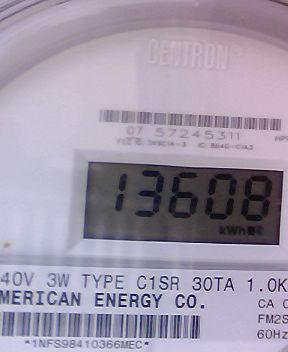 CENTRON®
07 57245311
13608
kWh
40V 3W TYPE C1SR 30TA 1.0K
MERICAN ENERGY CO.
CA 0
FM2S
60Hz
*1NFS98410366MEC*